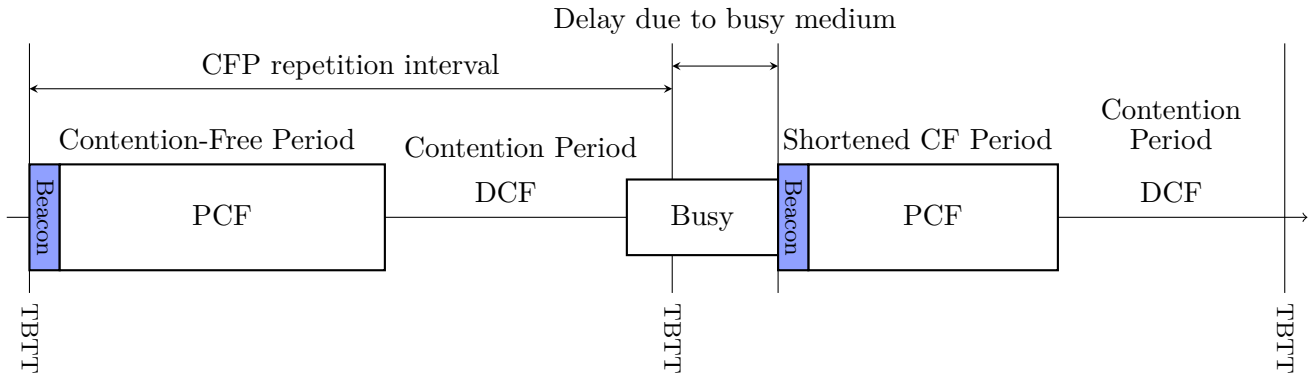 Delay due to busy medium
CFP repetition interval
Contention-Free Period
Contention Period
Shortened CF Period
Contention
Period
Beacon
PCF
DCF
Busy
Beacon
PCF
DCF
TBTT
TBTT
TBTT